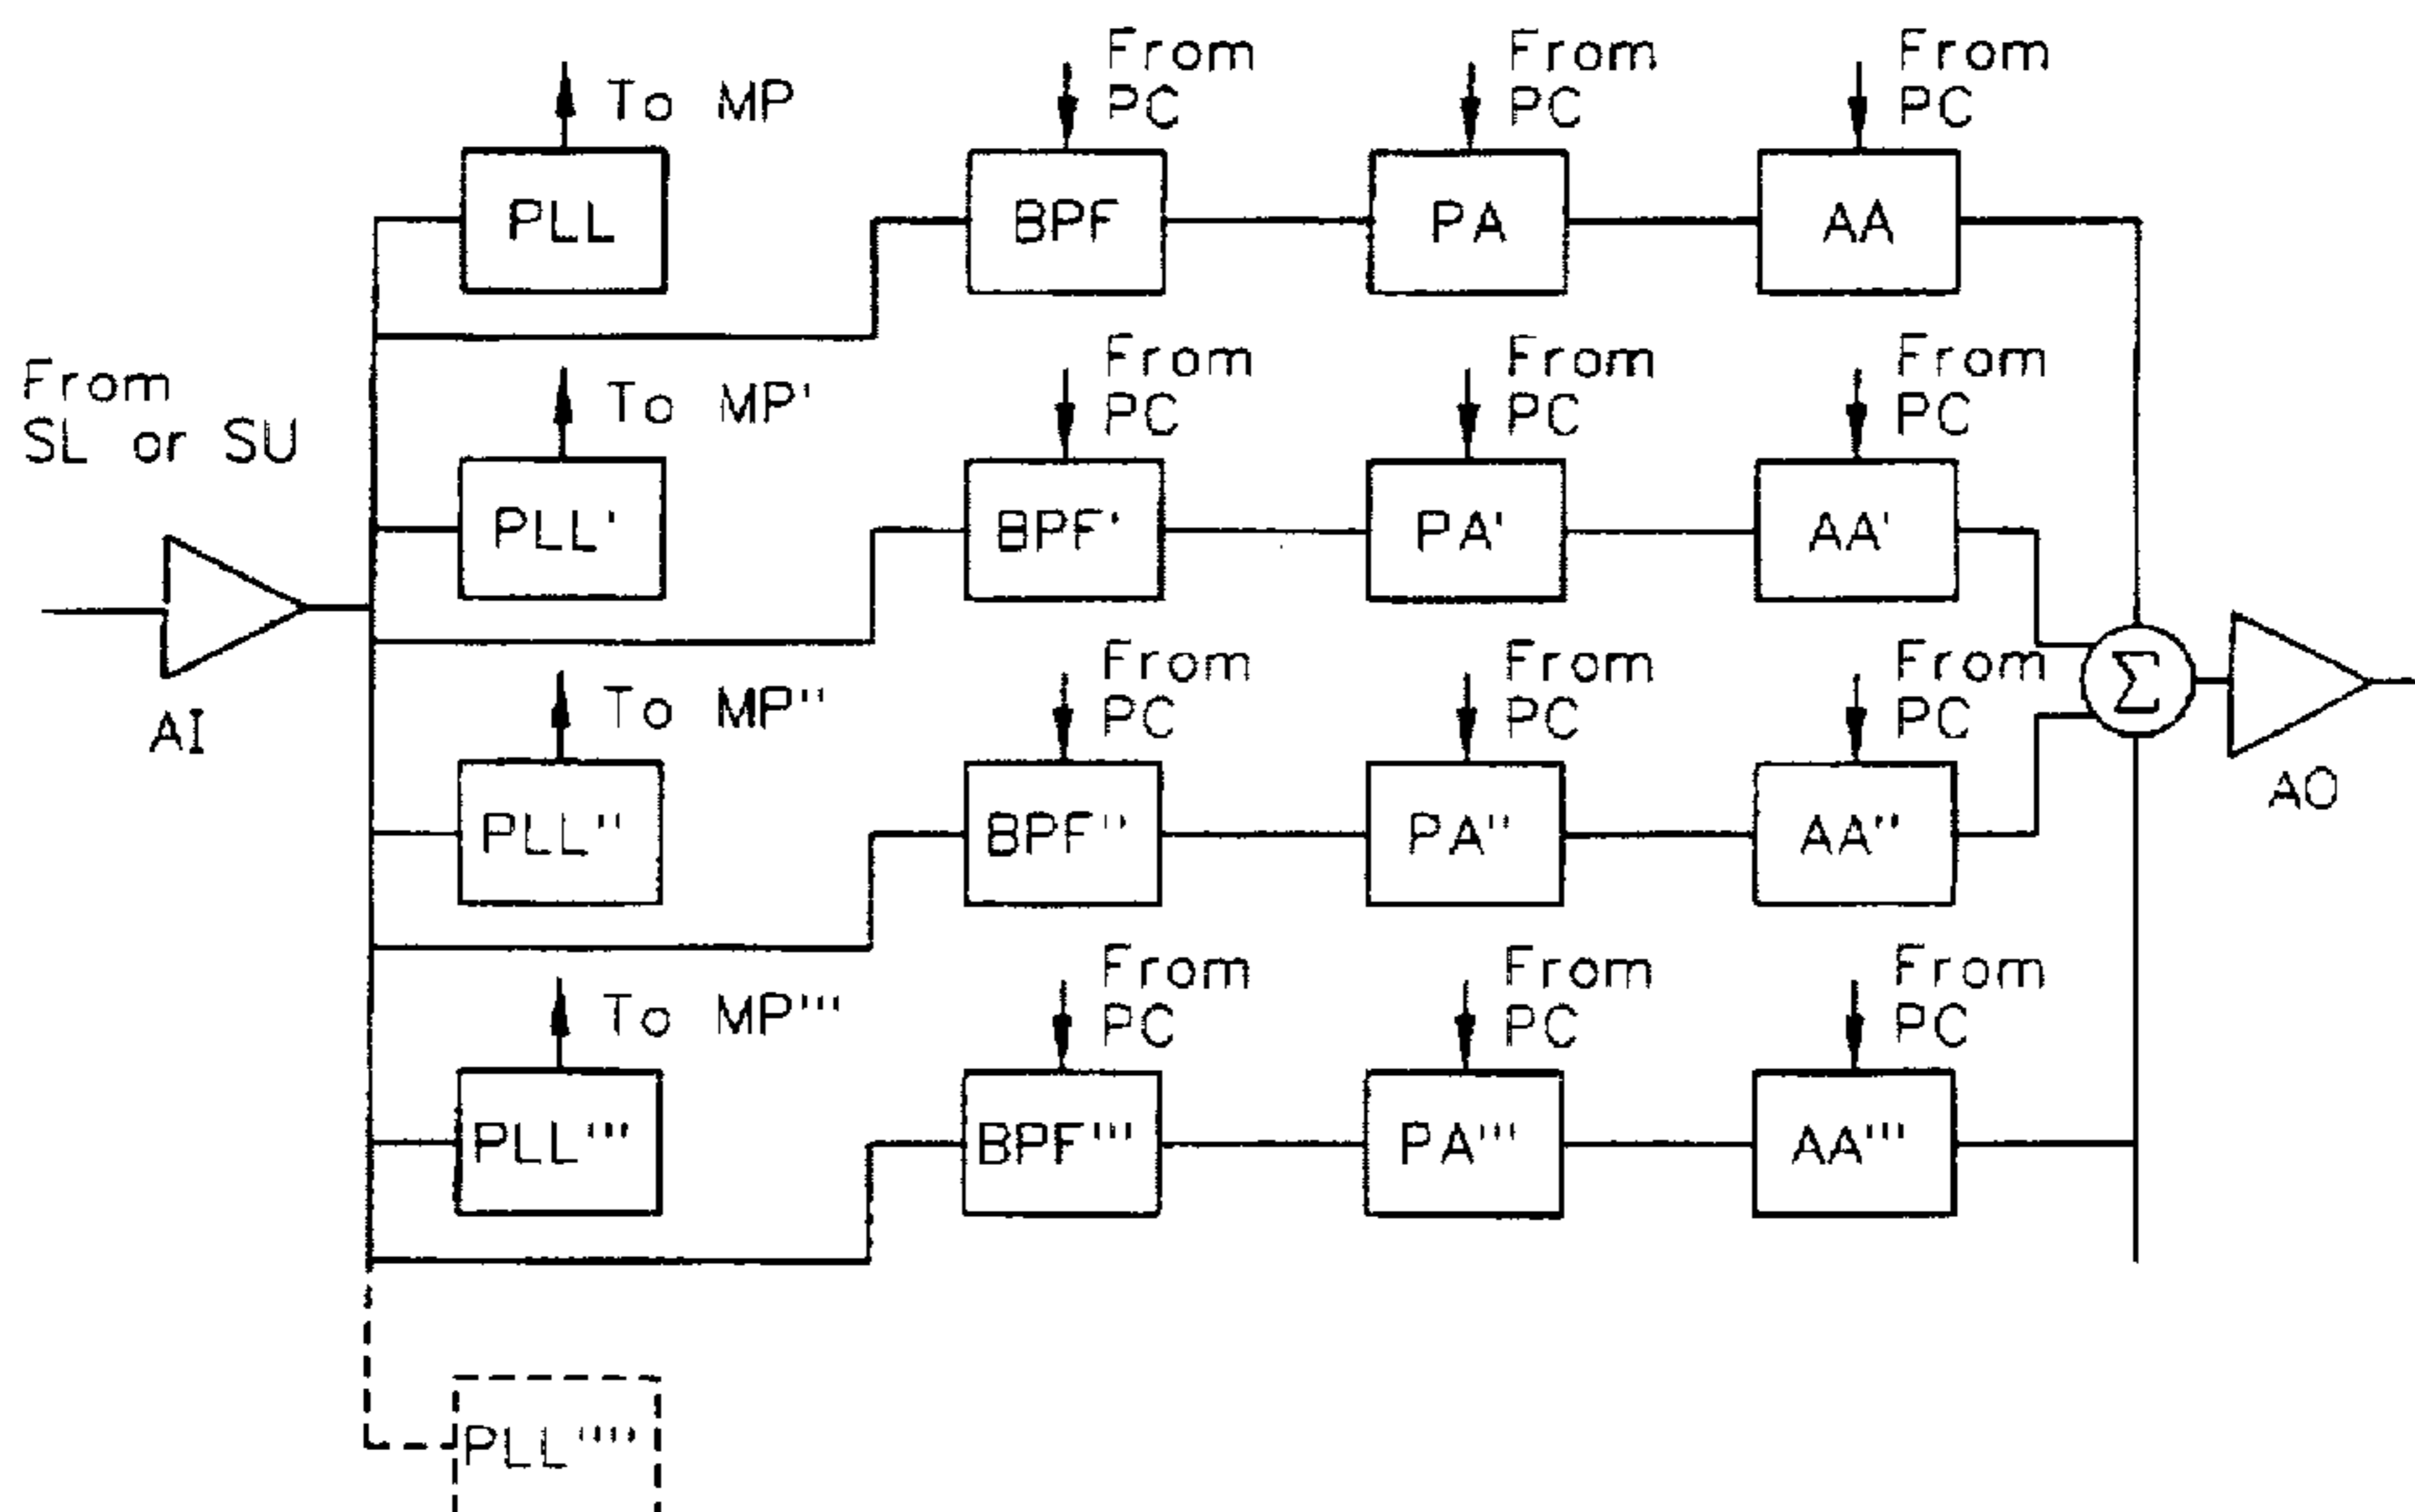 To MP
From
PC
From
PC
From
PC
PLL
BPF
PA
AA
From
SL or SU
To MP'
From
PC
From
PC
From
PC
PLL'
BPF'
PA'
AA'
AI
To MP"
From
PC
From
PC
From
PC
Σ
AO
PLL"
BPF"
PA"
AA"
To MP'"
From
PC
From
PC
From
PC
PLL'"
BPF'"
PA'"
AA'"
PLL""